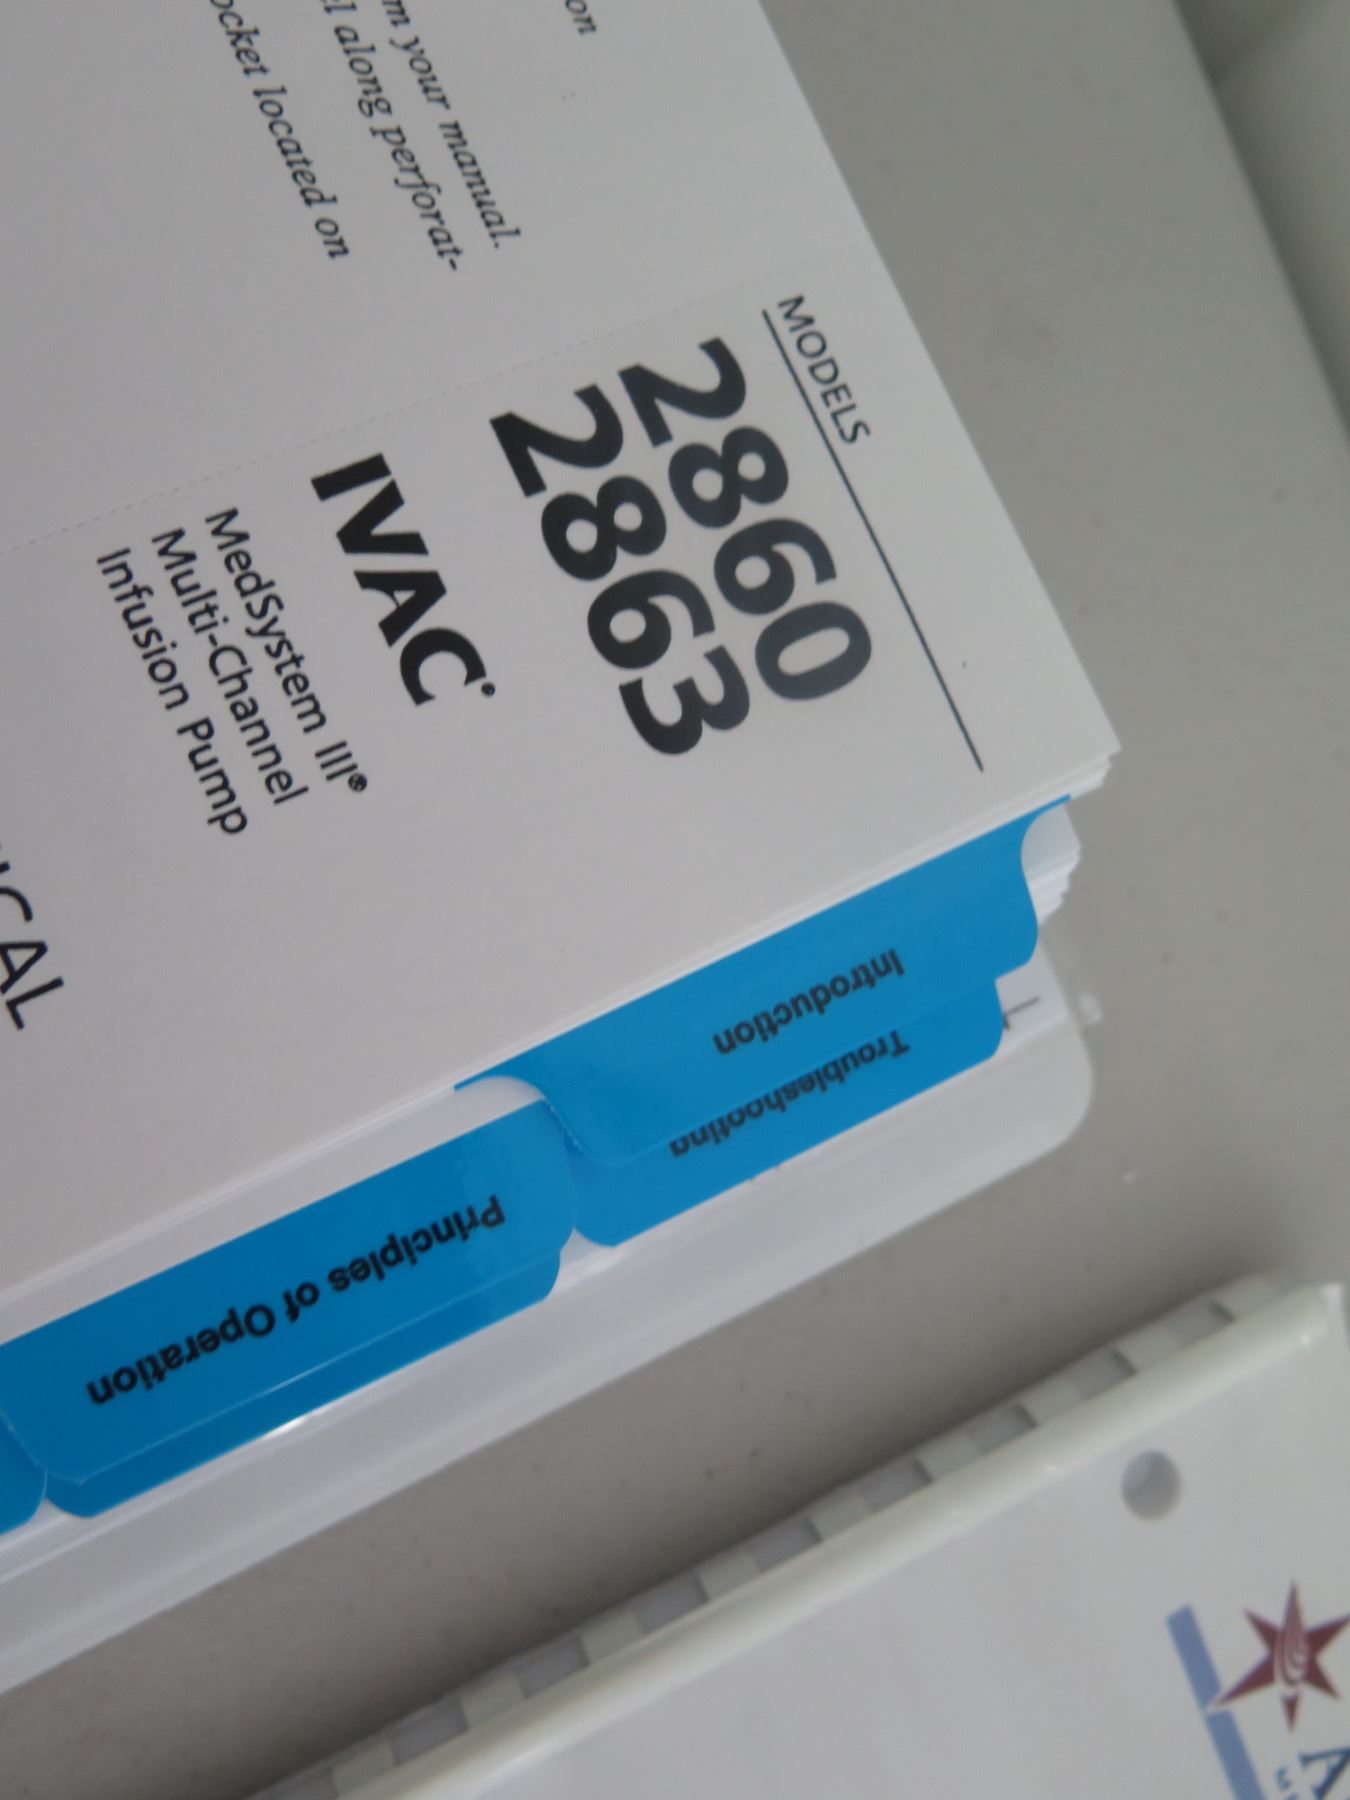 on
m your manual.
l along perforat-
ocket located on
MODELS
2860
2863
IVAC
MedSystem III®
Multi-Channel
Infusion Pump
ICAL
Introduction
Troubleshooting
Principles of Operation
A